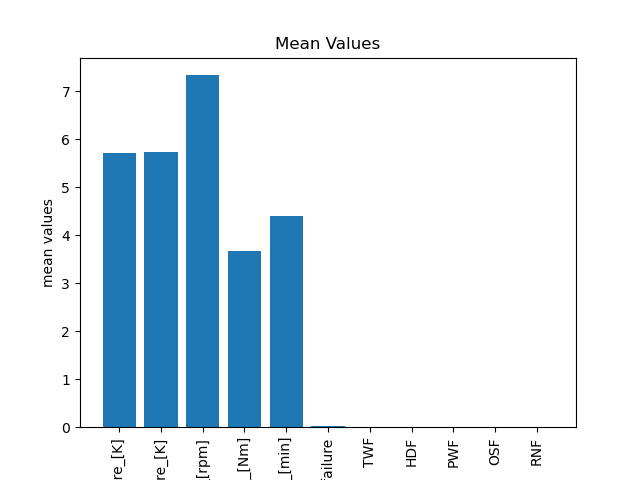 Mean Values
mean values
7
6
5
4
3
2
1
0
re_[K]
re_[K]
_[rpm]
_[Nm]
_[min]
failure
TWF
HDF
PWF
OSF
RNF